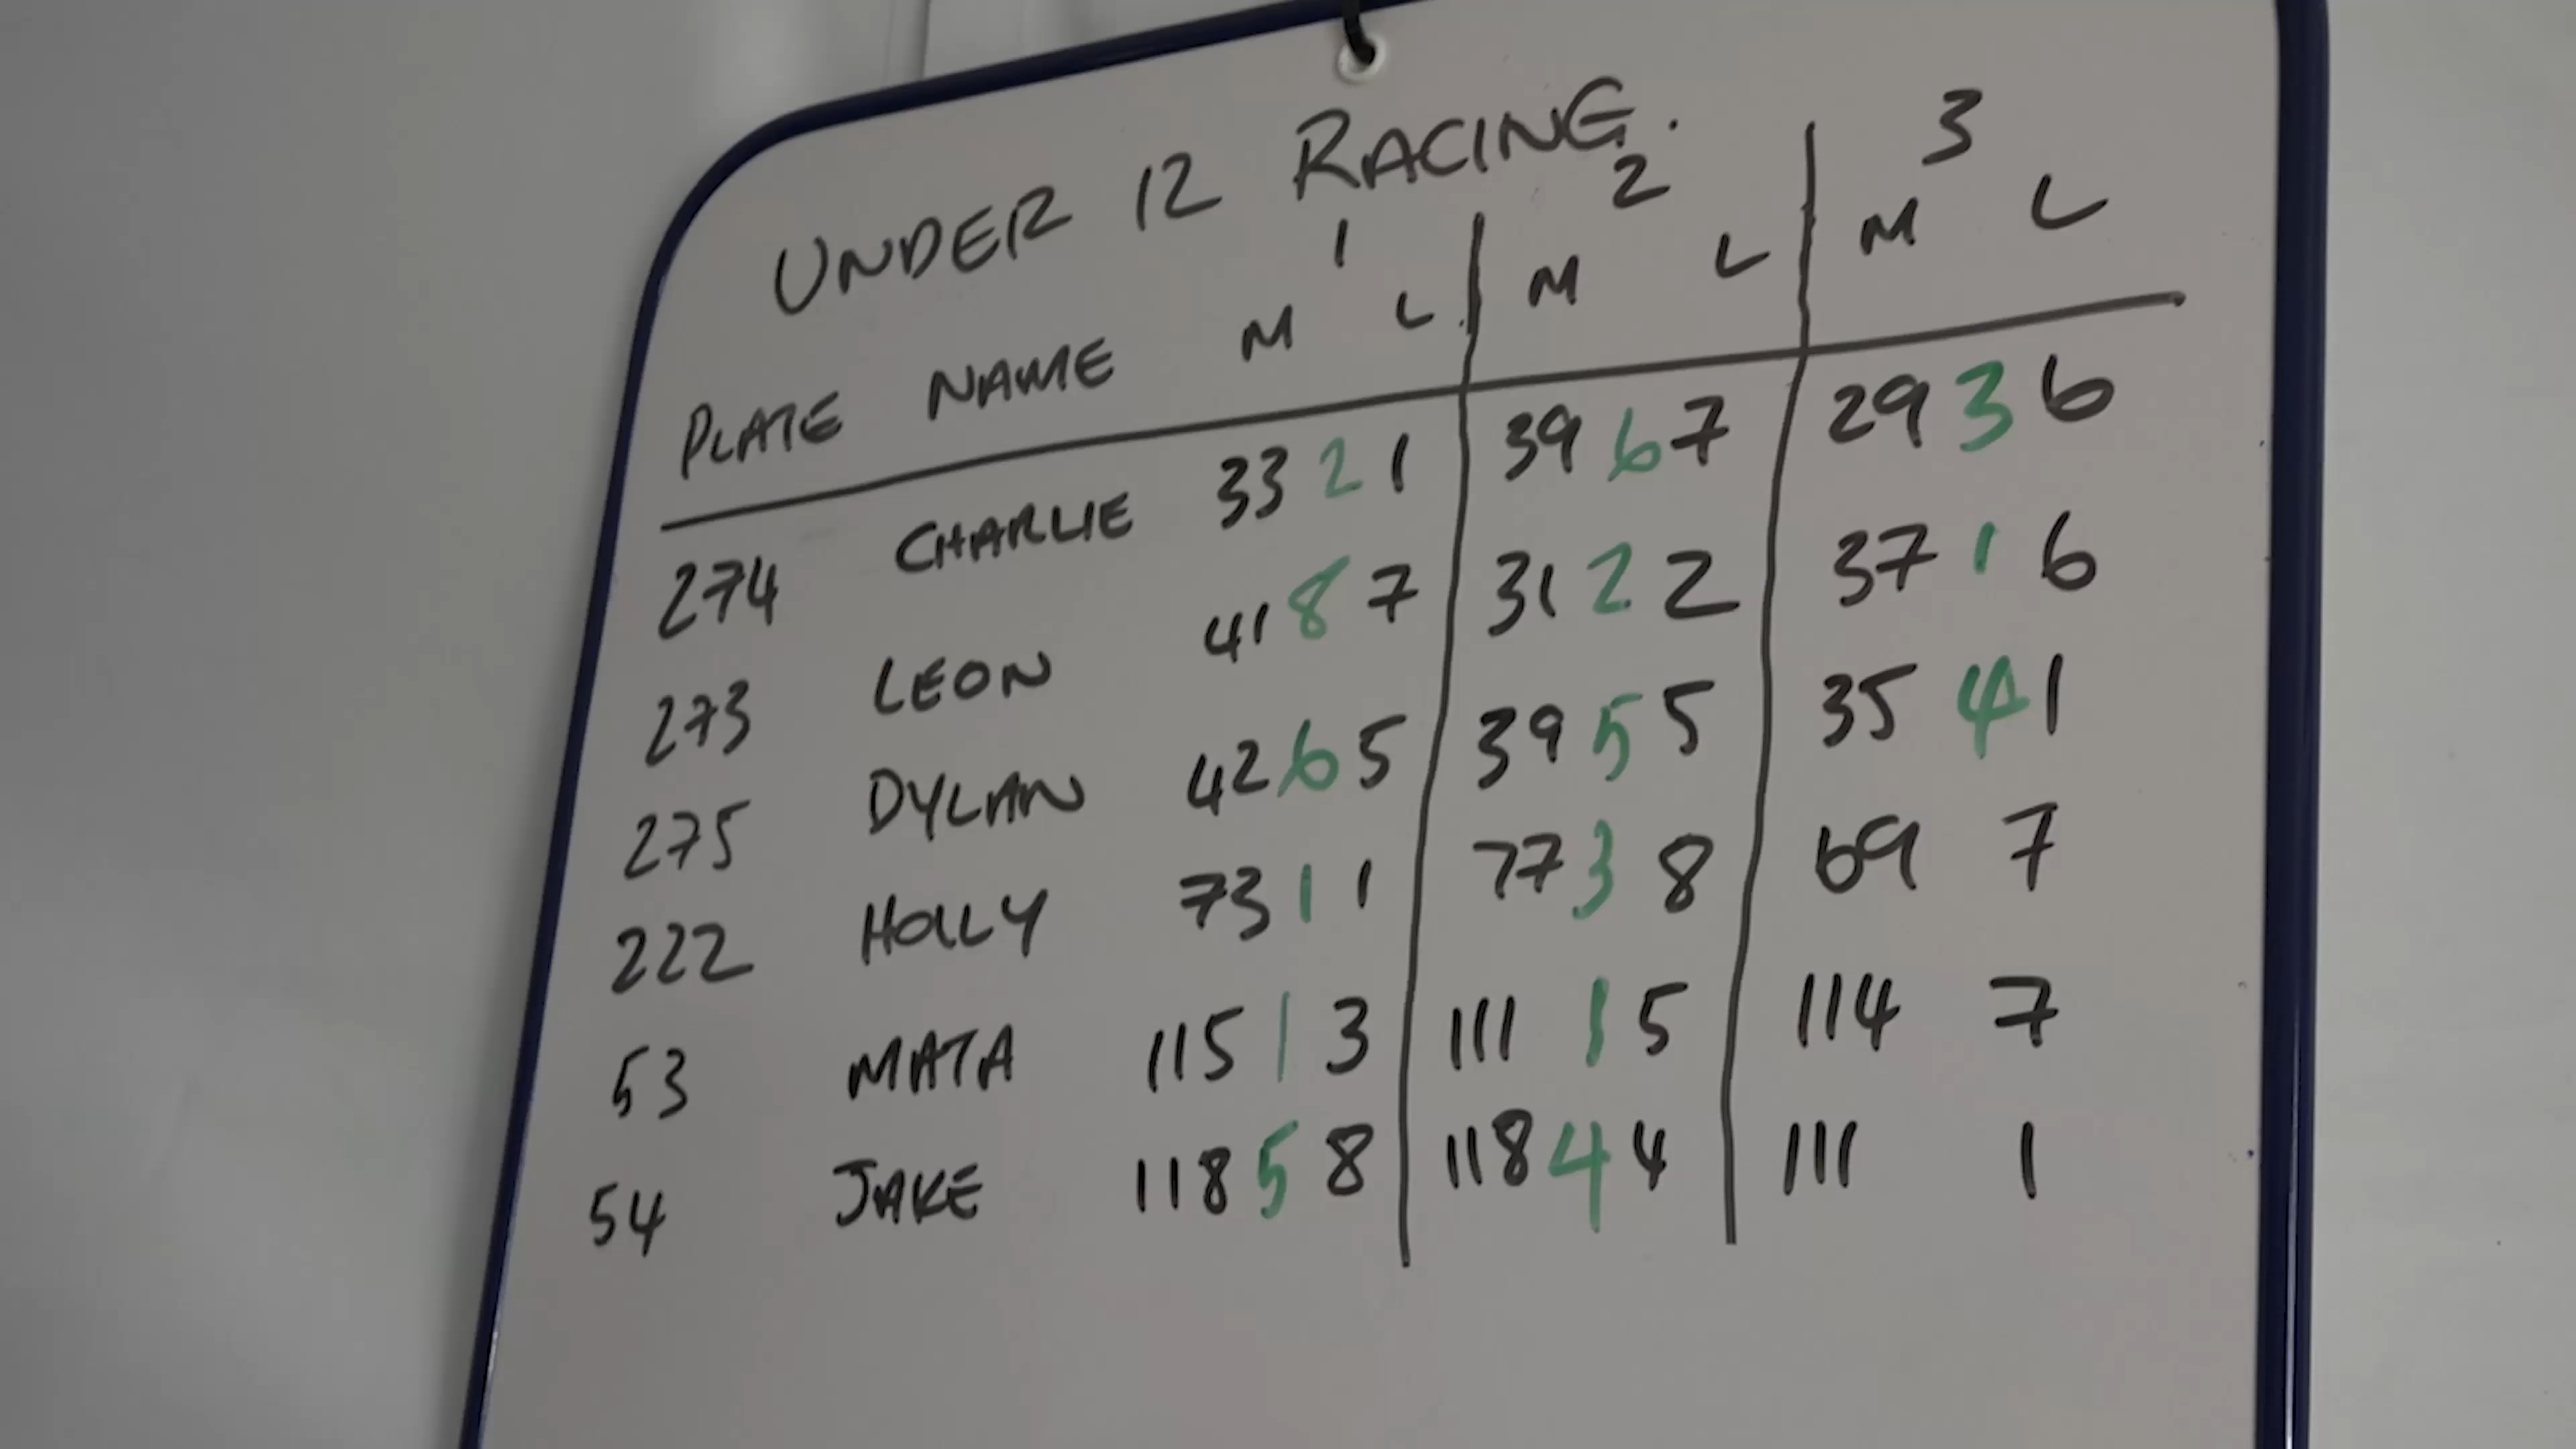 UNDER 12 RACING.
1 2 3
PLATE NAME M L M L M L
274 CHARLIE 33 2 1 39 6 7 29 3 6
273 LEON 41 8 7 31 2 2 37 1 6
275 DYLAN 42 6 5 39 5 5 35 4 1
222 HOLLY 73 1 1 77 3 8 69 7
53 MATA 115 1 3 111 1 5 114 7
54 JAKE 118 5 8 118 4 4 111 1